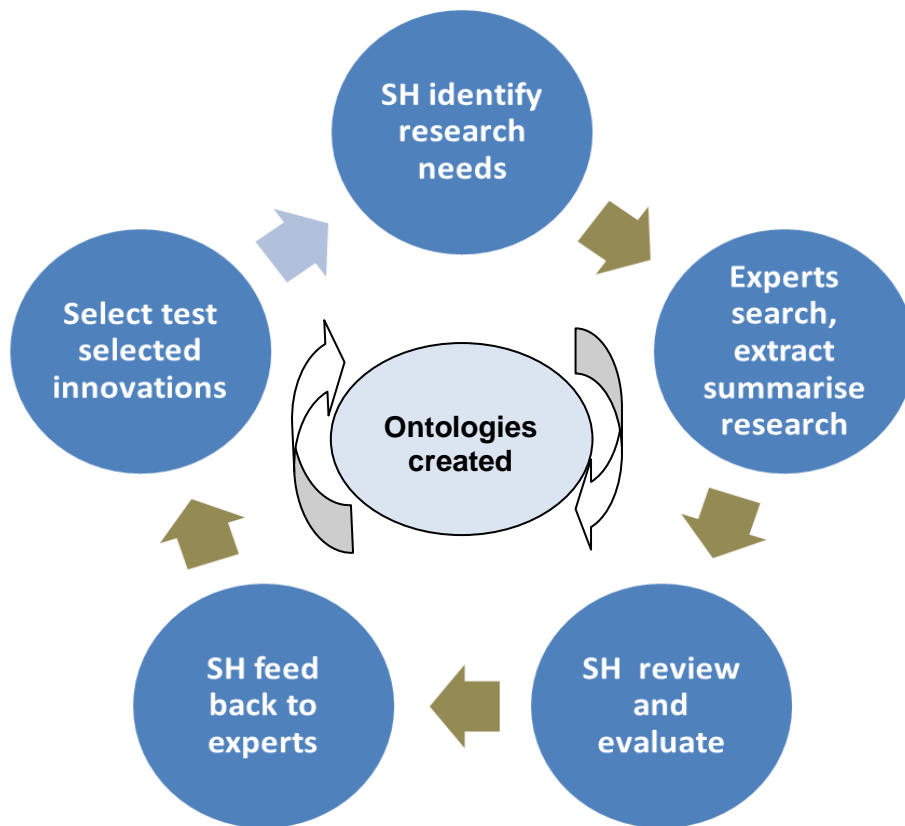 SH identify
research
needs
Experts
search,
extract
summarise
research
SH review
and
evaluate
SH feed
back to
experts
Select test
selected
innovations
Ontologies
created